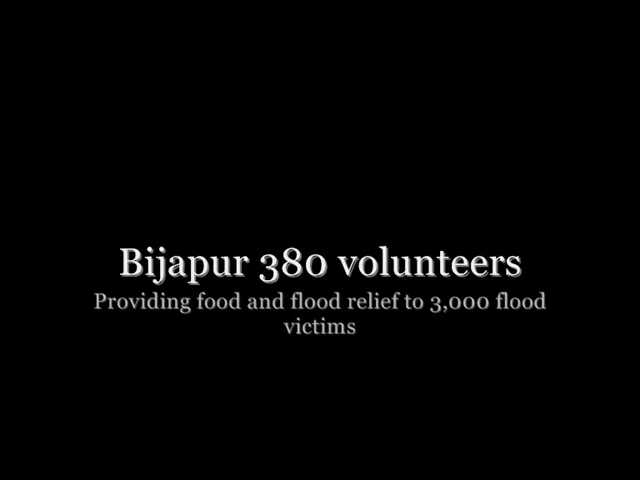 Bijapur 380 volunteers
Providing food and flood relief to 3,000 flood
victims